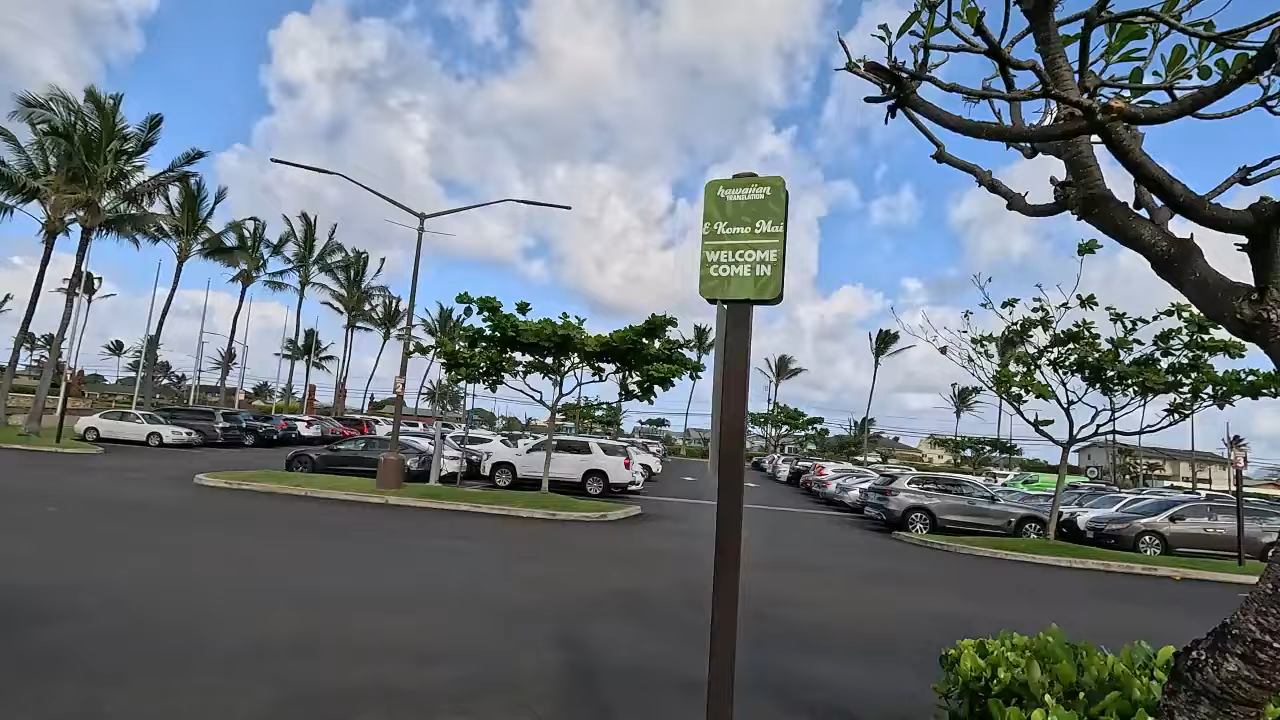 hawaiian
TRANSLATION
E Komo Mai
WELCOME
COME IN